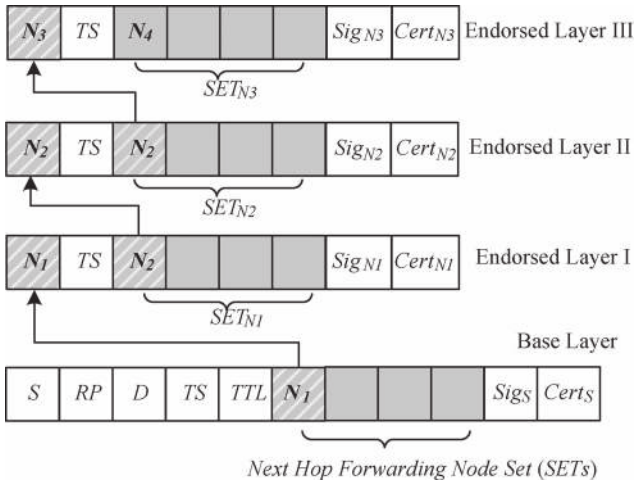 N3 TS N4 SigN3 CertN3 Endorsed Layer III
SETN3
N2 TS N2 SigN2 CertN2 Endorsed Layer II
SETN2
N1 TS N2 SigN1 CertN1 Endorsed Layer I
SETN1
Base Layer
S RP D TS TTL N1 SigS CertS
Next Hop Forwarding Node Set (SETs)